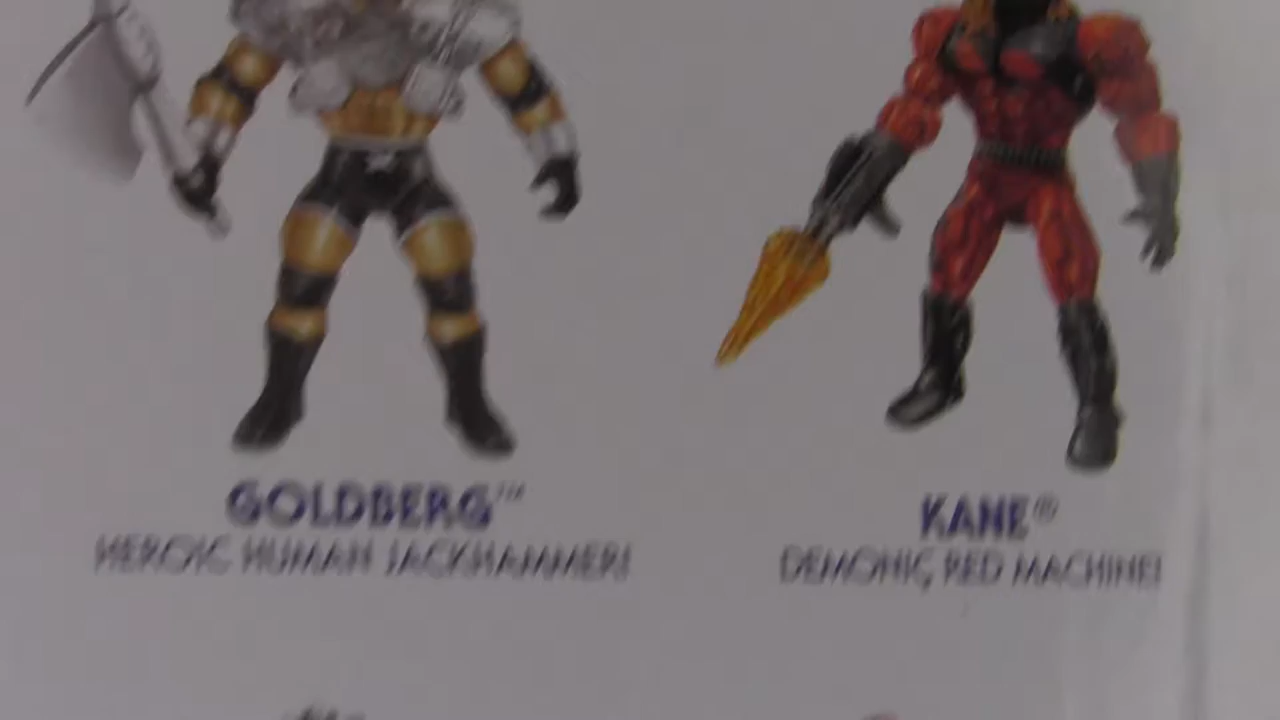 GOLDBERG™
HEROIC HUMAN JACKHAMMER!
KANE®
DEMONIC RED MACHINE!